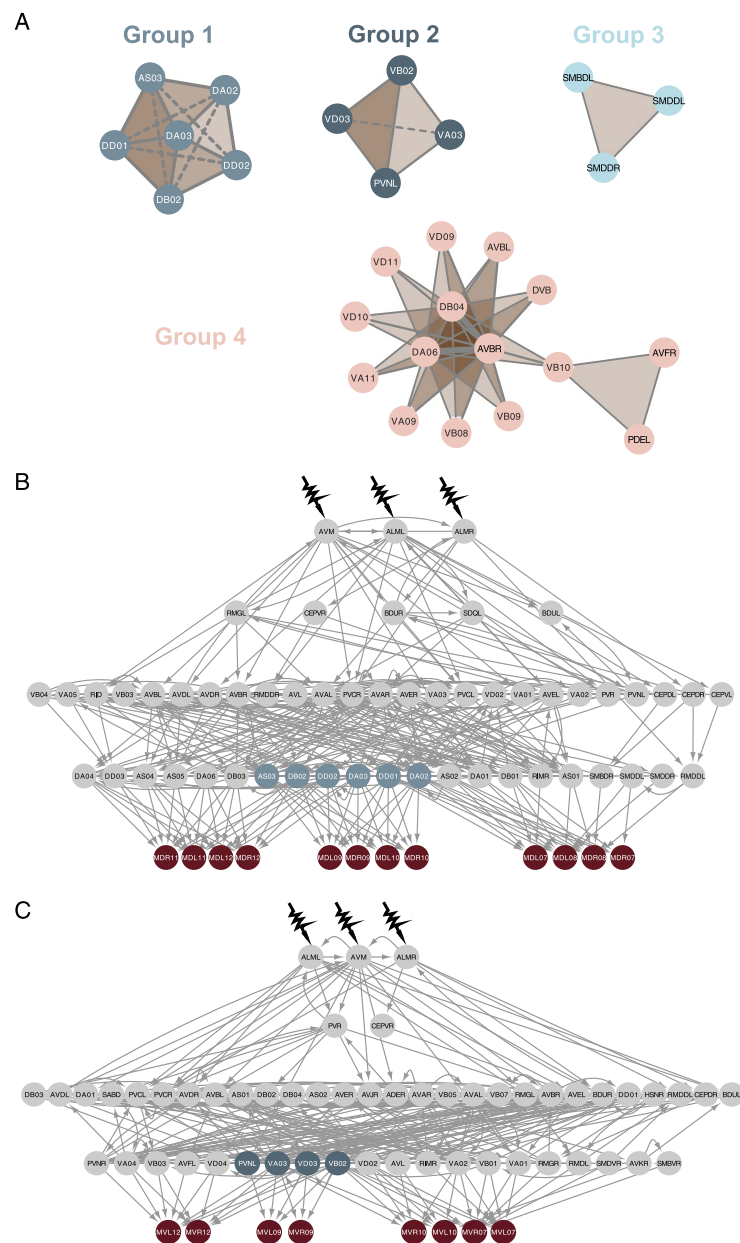 A
Group 1
Group 2
Group 3
AS03
DA02
DA03
DD01
DD02
DB02
VB02
VD03
VA03
PVNL
SMBDL
SMDDL
SMDDR
Group 4
VD09
AVBL
VD11
DVB
DB04
VD10
AVBR
DA06
AVFR
VB10
VA11
VA09
VB08
VB09
PDEL
B
AVM ALML ALMR
RMGL CEPVR BDUR SDQL BDUL
VB04 VA05 RID VB03 AVBL AVDL AVDR AVBR RMDDR AVL AVAL PVCR AVAR AVER VA03 PVCL VD02 VA01 AVEL VA02 PVR PVNL CEPDL CEPDR CEPVL
DA04 DD03 AS04 AS05 DA06 DB03 AS03 DB02 DD02 DA03 DD01 DA02 AS02 DA01 DB01 RIMR AS01 SMBDR SMDDL SMDDR RMDDL
MDR11 MDL11 MDL12 MDR12 MDL09 MDR09 MDL10 MDR10 MDL07 MDL08 MDR08 MDR07
C
ALML AVM ALMR
PVR CEPVR
DB03 AVDL DA01 SABD PVCL PVCR AVDR AVBL AS01 DB02 DB04 AS02 AVER AVJR ADER AVAR VB05 AVAL VB07 RMGL AVBR AVEL BDUR DD01 HSNR RMDDL CEPDR BDUL
PVNR VA04 VB03 AVFL VD04 PVNL VA03 VD03 VB02 VD02 AVL RIMR VA02 VB01 VA01 RMGR RMDL SMDVR AVKR SMBVR
MVL12 MVR12 MVL09 MVR09 MVR10 MVL10 MVR07 MVL07